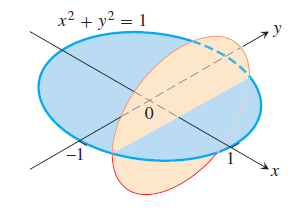 x² + y² = 1
y
0
−1
1
x